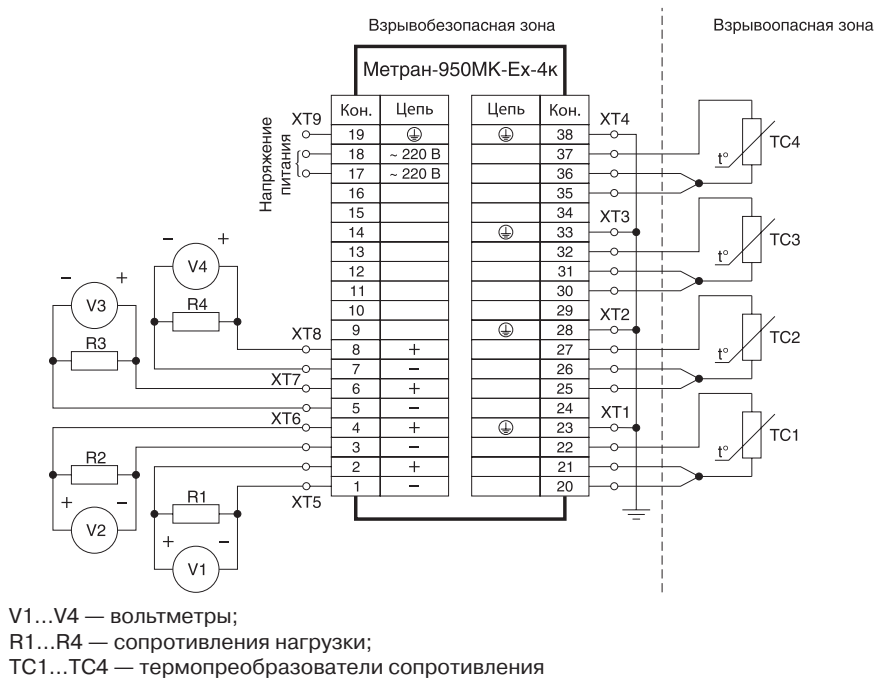 Взрывобезопасная зона
Взрывоопасная зона
Метран-950МК-Ех-4к
Кон. Цепь Цепь Кон.
XT9
XT4
Напряжение
питания
19 38
18 ~ 220 В 37
17 ~ 220 В 36
16 35
15 34
14 33
13 32
12 31
11 30
10 29
9 28
8 + 27
7 – 26
6 + 25
5 – 24
4 + 23
3 – 22
2 + 21
1 – 20
XT3
XT2
XT1
t° TC4
t° TC3
t° TC2
t° TC1
– +
V4
R4
– +
V3
R3
XT8
XT7
XT6
XT5
R2
+ –
V2
R1
+ –
V1
V1...V4 — вольтметры;
R1...R4 — сопротивления нагрузки;
TC1...TC4 — термопреобразователи сопротивления